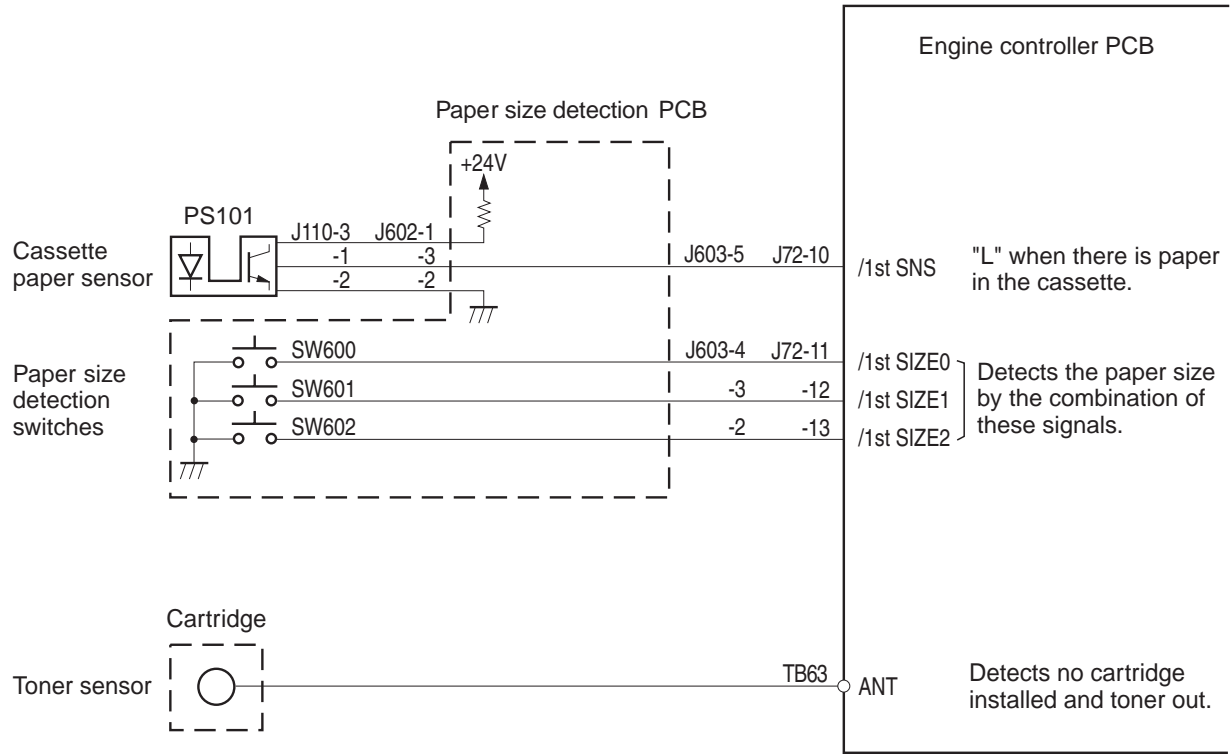 Engine controller PCB
Paper size detection PCB
+24V
PS101
Cassette
paper sensor
J110-3 J602-1
-1 -3
-2 -2
J603-5 J72-10
/1st SNS
"L" when there is paper
in the cassette.
Paper size
detection
switches
SW600
SW601
SW602
J603-4 J72-11
-3 -12
-2 -13
/1st SIZE0
/1st SIZE1
/1st SIZE2
Detects the paper size
by the combination of
these signals.
Cartridge
Toner sensor
TB63
ANT
Detects no cartridge
installed and toner out.